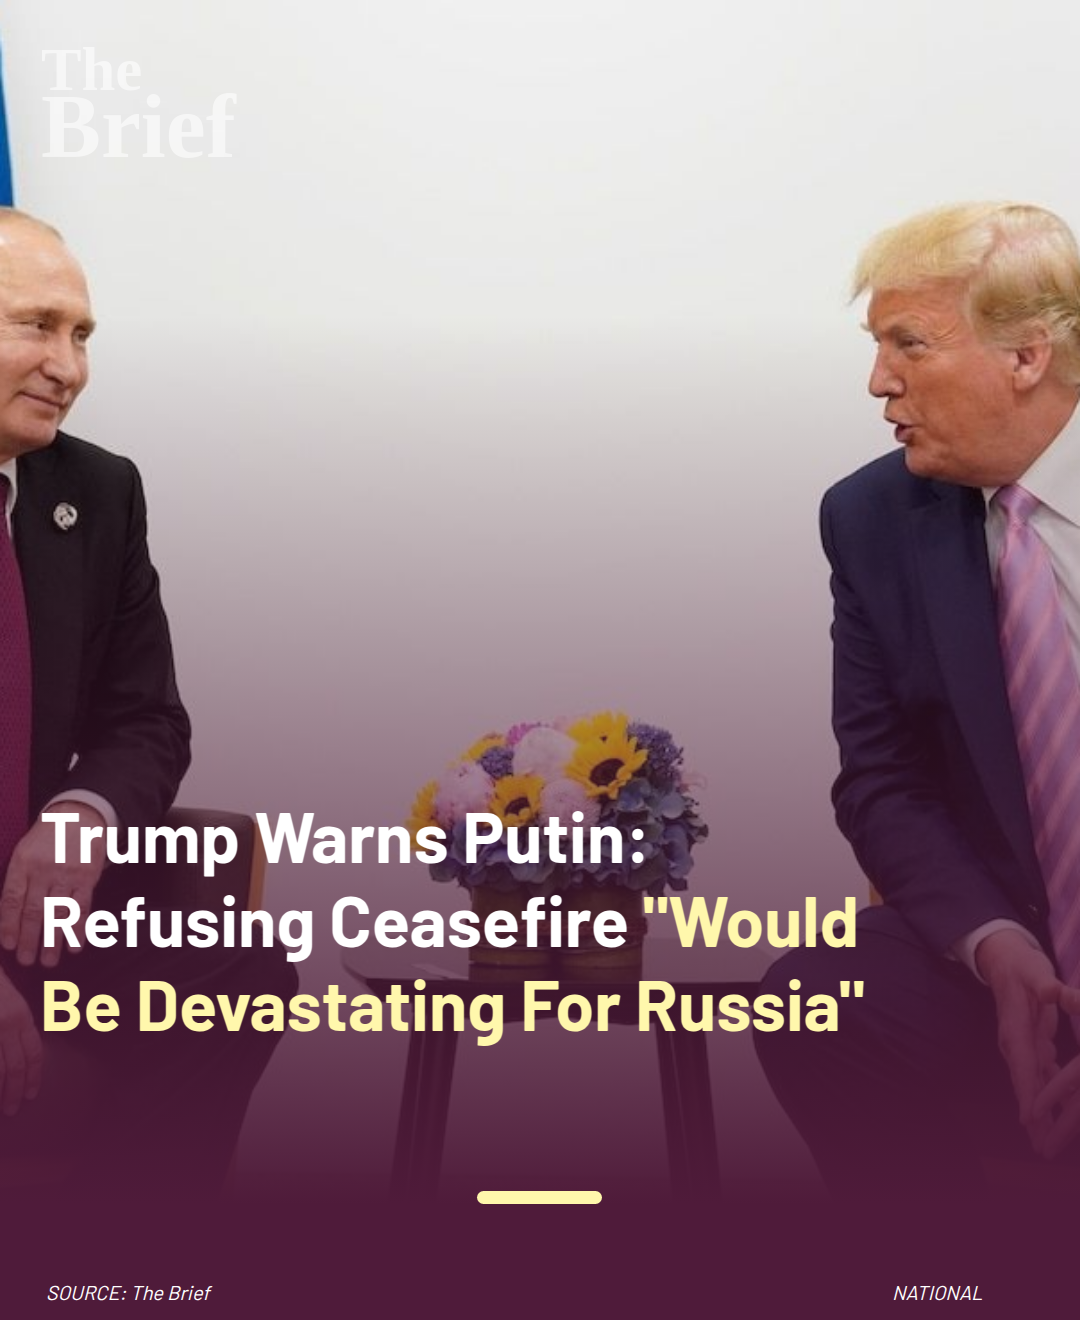 The
Brief
Trump Warns Putin:
Refusing Ceasefire "Would
Be Devastating For Russia"
SOURCE: The Brief
NATIONAL